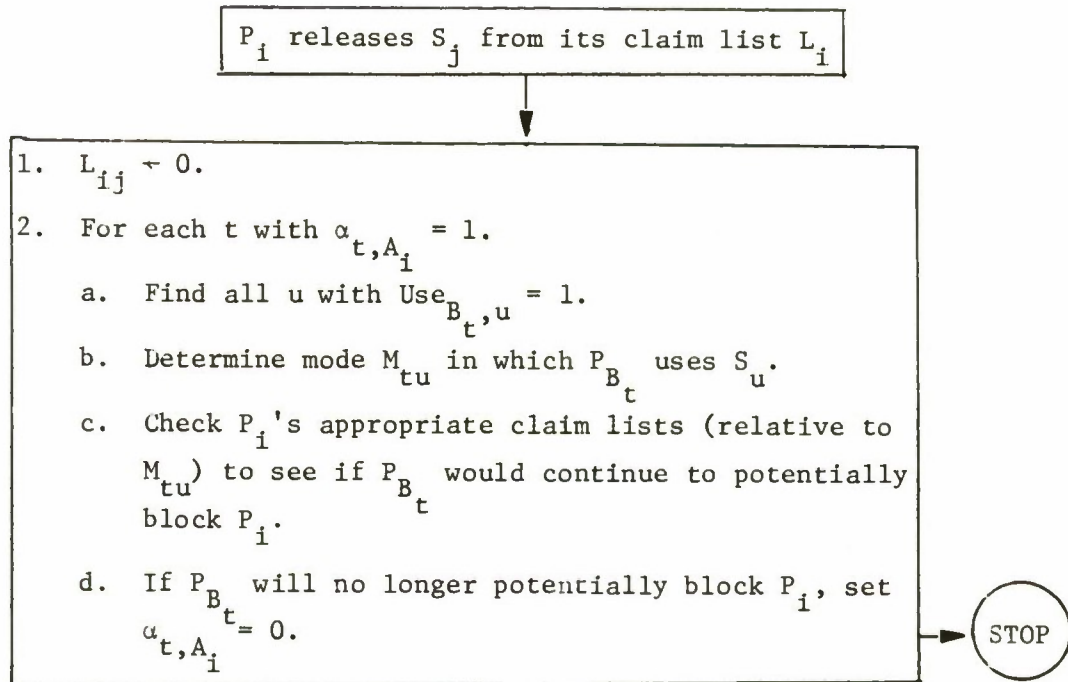 P_i releases S_j from its claim list L_i
1. L_ij ← 0.
2. For each t with α_t,A_i = 1.
a. Find all u with Use_B_t,u = 1.
b. Determine mode M_tu in which P_B_t uses S_u.
c. Check P_i's appropriate claim lists (relative to
M_tu) to see if P_B_t would continue to potentially
block P_i.
d. If P_B_t will no longer potentially block P_i, set
α_t,A_i = 0.
STOP